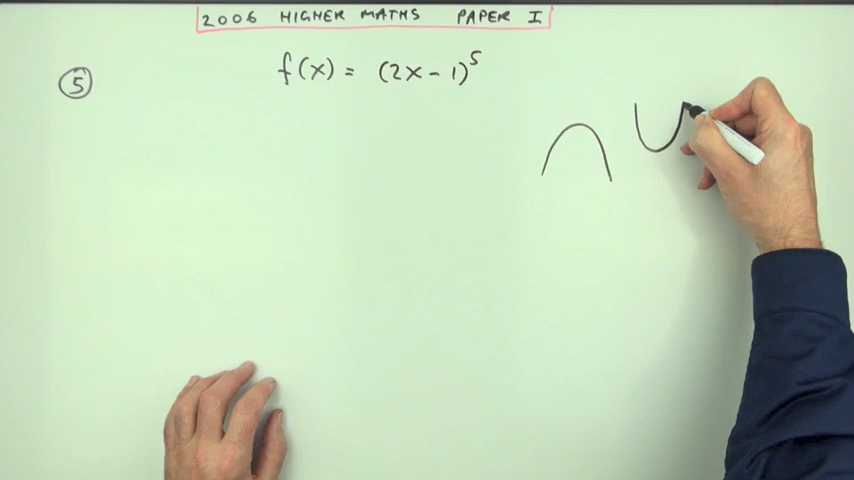 2006 HIGHER MATHS PAPER I
5 f(x) = (2x - 1)^5